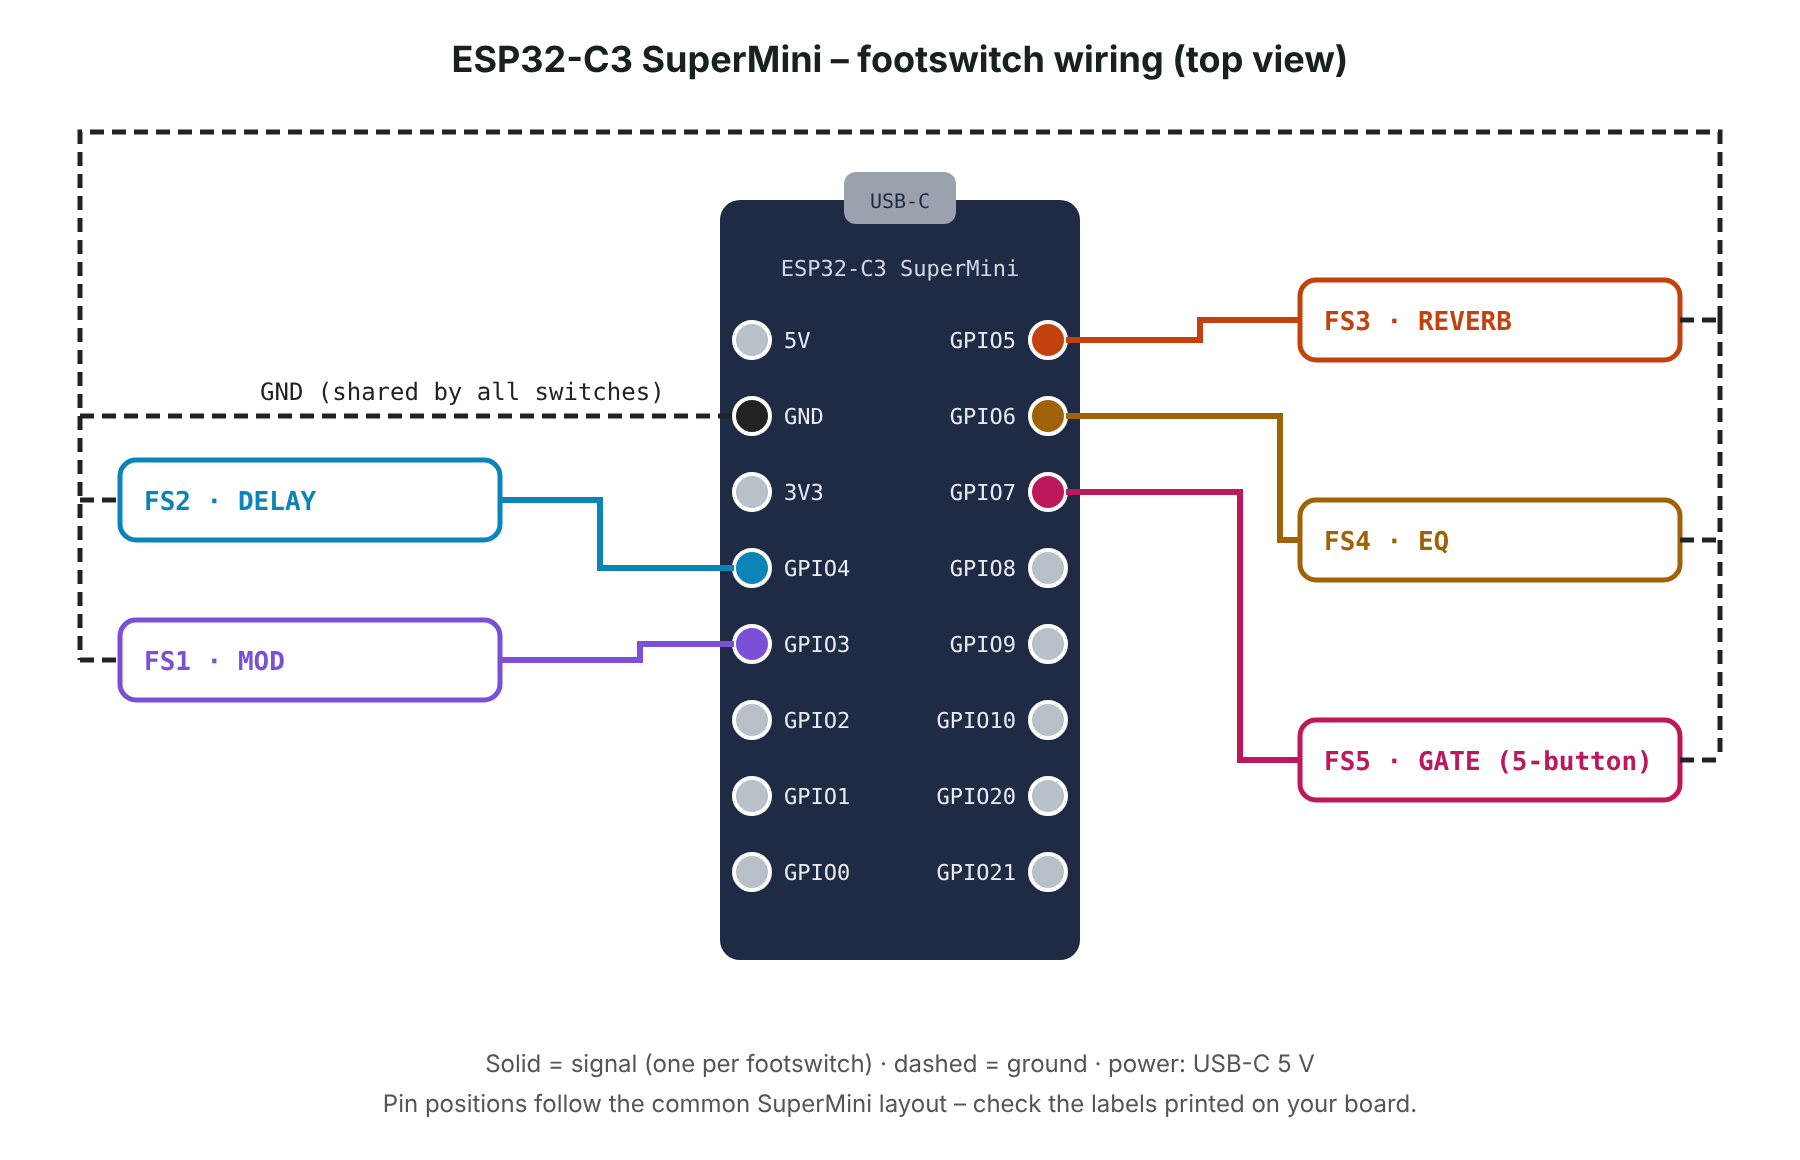 ESP32-C3 SuperMini – footswitch wiring (top view)
USB-C
ESP32-C3 SuperMini
5V
GPIO5
FS3 · REVERB
GND (shared by all switches)
GND
GPIO6
FS2 · DELAY
3V3
GPIO7
FS4 · EQ
GPIO4
GPIO8
FS1 · MOD
GPIO3
GPIO9
GPIO2
GPIO10
FS5 · GATE (5-button)
GPIO1
GPIO20
GPIO0
GPIO21
Solid = signal (one per footswitch) · dashed = ground · power: USB-C 5 V
Pin positions follow the common SuperMini layout – check the labels printed on your board.